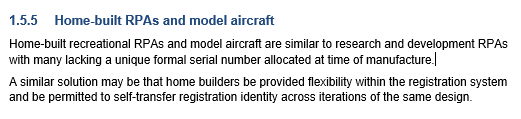 1.5.5 Home-built RPAs and model aircraft
Home-built recreational RPAs and model aircraft are similar to research and development RPAs
with many lacking a unique formal serial number allocated at time of manufacture.
A similar solution may be that home builders be provided flexibility within the registration system
and be permitted to self-transfer registration identity across iterations of the same design.